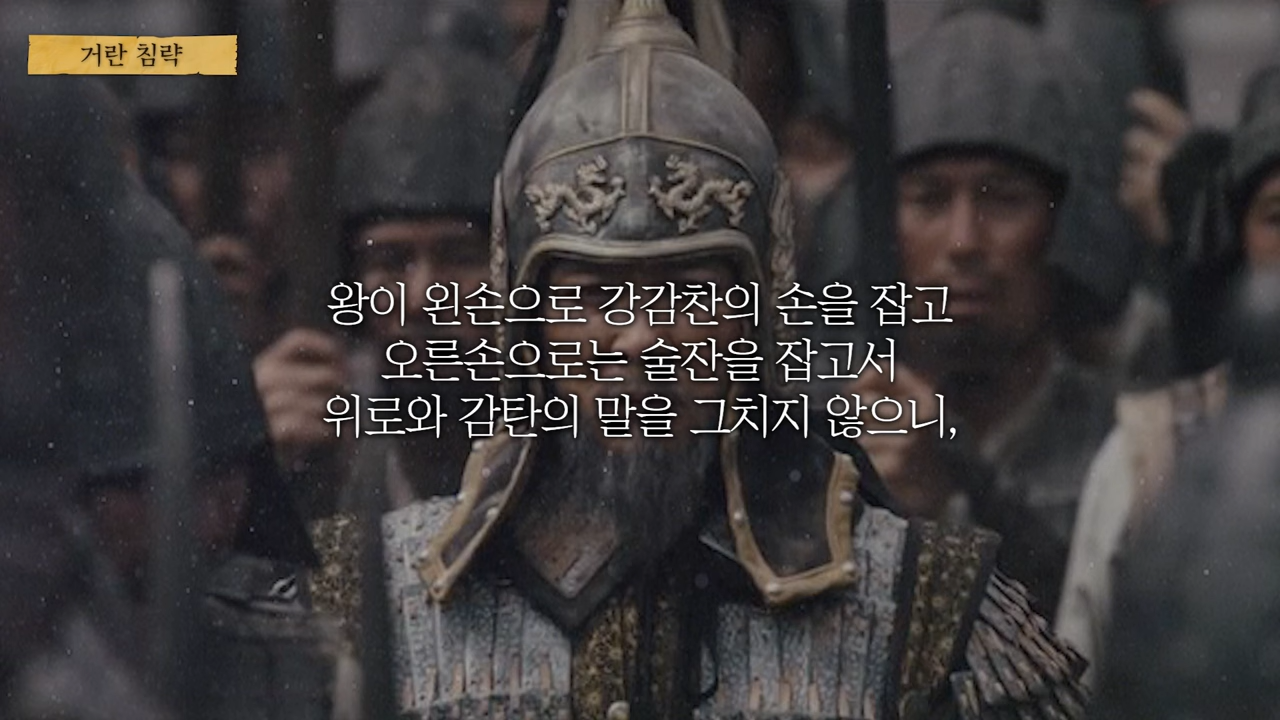 거란 침략
왕이 왼손으로 강감찬의 손을 잡고
오른손으로는 술잔을 잡고서
위로와 감탄의 말을 그치지 않으니,